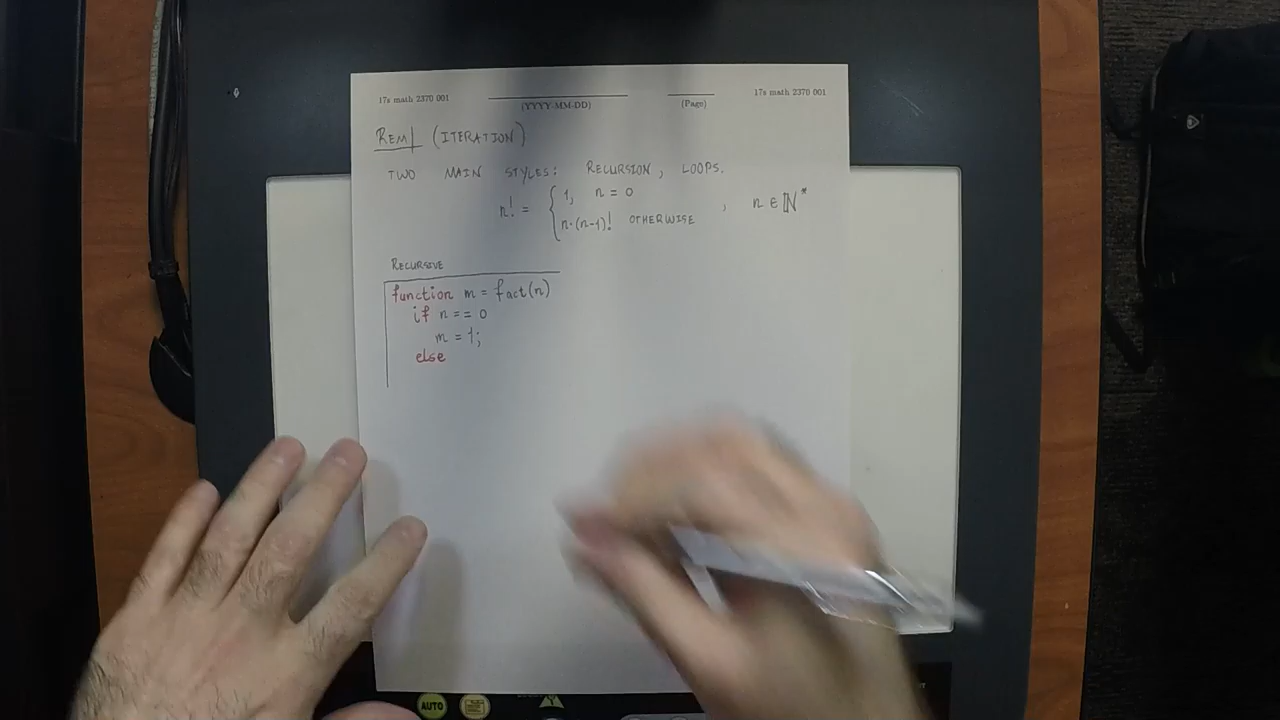 17s math 2370 001 (YYYY-MM-DD) (Page) 17s math 2370 001
REM (ITERATION)
TWO MAIN STYLES: RECURSION, LOOPS.
n! = { 1, n = 0
n·(n-1)! OTHERWISE , n ∈ ℕ*
RECURSIVE
function m = fact(n)
if n == 0
m = 1;
else
AUTO